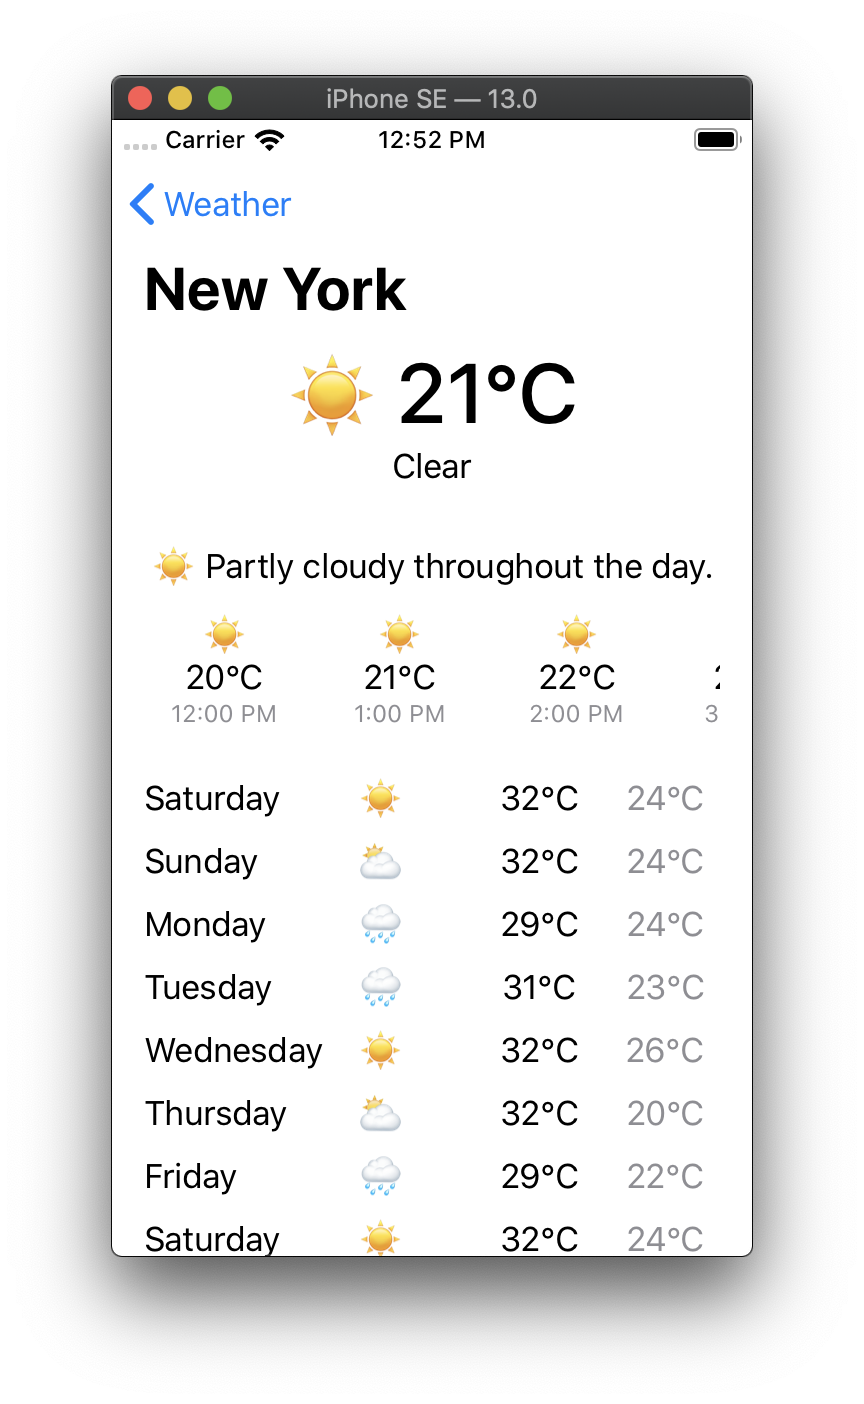 iPhone SE — 13.0
Carrier 12:52 PM
Weather
New York
21°C
Clear
Partly cloudy throughout the day.
20°C 21°C 22°C
12:00 PM 1:00 PM 2:00 PM 3
Saturday 32°C 24°C
Sunday 32°C 24°C
Monday 29°C 24°C
Tuesday 31°C 23°C
Wednesday 32°C 26°C
Thursday 32°C 20°C
Friday 29°C 22°C
Saturday 32°C 24°C